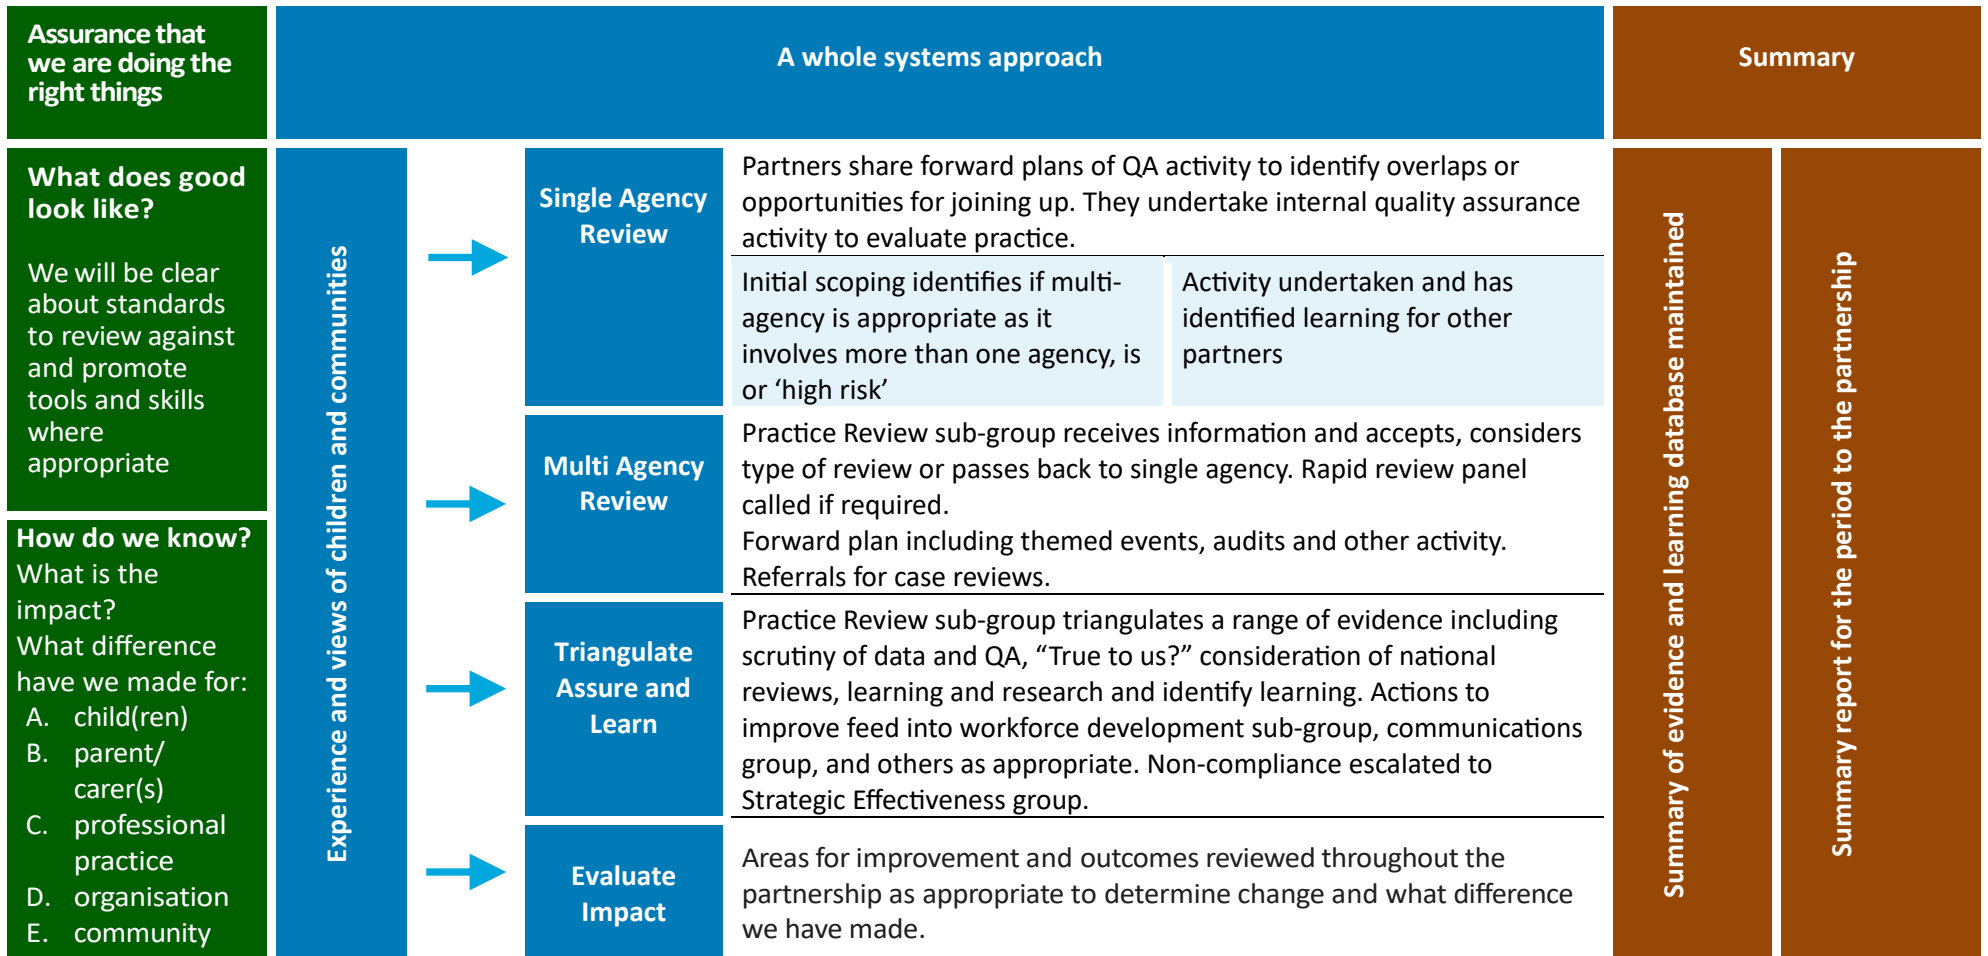 Assurance that
we are doing the
right things
A whole systems approach
Summary
What does good
look like?
We will be clear
about standards
to review against
and promote
tools and skills
where
appropriate
How do we know?
What is the
impact?
What difference
have we made for:
A. child(ren)
B. parent/
carer(s)
C. professional
practice
D. organisation
E. community
Experience and views of children and communities
Single Agency
Review
Partners share forward plans of QA activity to identify overlaps or
opportunities for joining up. They undertake internal quality assurance
activity to evaluate practice.
Initial scoping identifies if multi-
agency is appropriate as it
involves more than one agency, is
or ‘high risk’
Activity undertaken and has
identified learning for other
partners
Multi Agency
Review
Practice Review sub-group receives information and accepts, considers
type of review or passes back to single agency. Rapid review panel
called if required.
Forward plan including themed events, audits and other activity.
Referrals for case reviews.
Triangulate
Assure and
Learn
Practice Review sub-group triangulates a range of evidence including
scrutiny of data and QA, “True to us?” consideration of national
reviews, learning and research and identify learning. Actions to
improve feed into workforce development sub-group, communications
group, and others as appropriate. Non-compliance escalated to
Strategic Effectiveness group.
Evaluate
Impact
Areas for improvement and outcomes reviewed throughout the
partnership as appropriate to determine change and what difference
we have made.
Summary of evidence and learning database maintained
Summary report for the period to the partnership